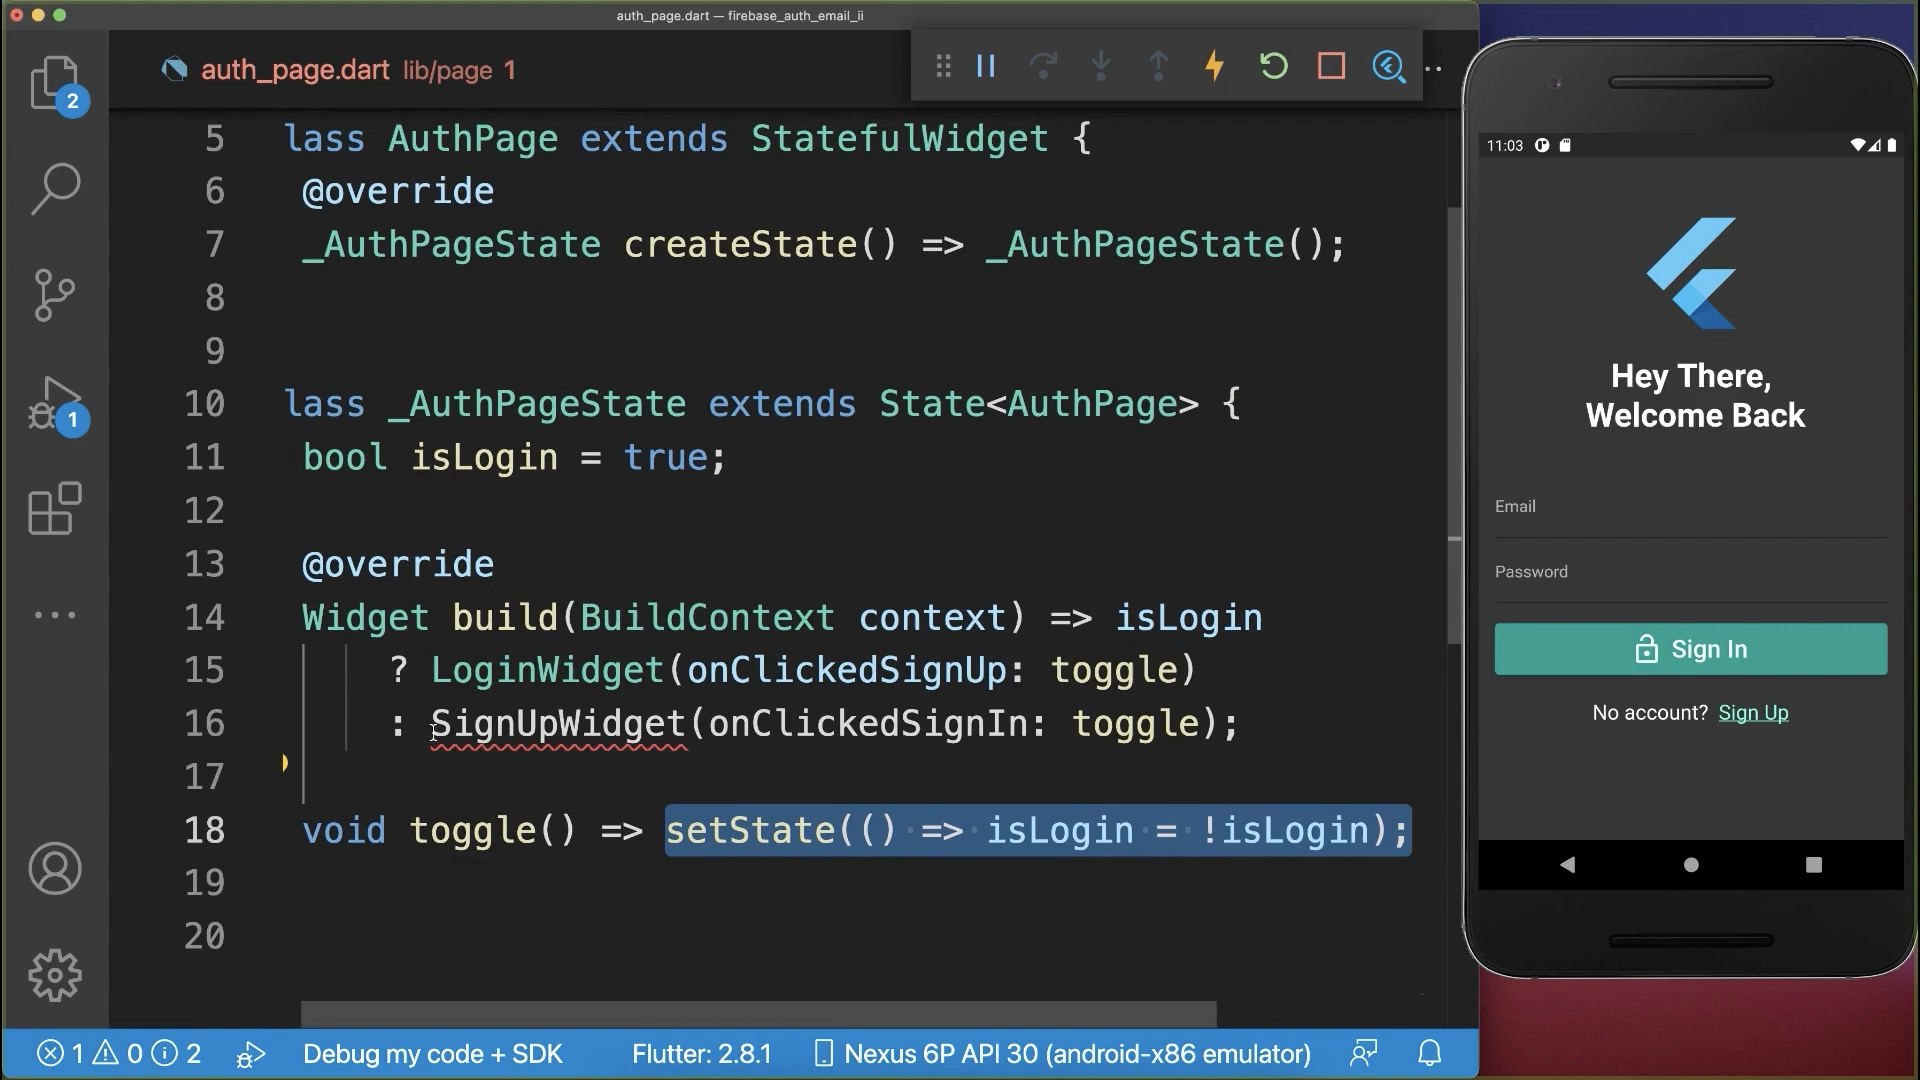 auth_page.dart — firebase_auth_email_ii
auth_page.dart lib/page 1
2
1
5 lass AuthPage extends StatefulWidget {
6 @override
7 _AuthPageState createState() => _AuthPageState();
8
9
10 lass _AuthPageState extends State<AuthPage> {
11 bool isLogin = true;
12
13 @override
14 Widget build(BuildContext context) => isLogin
15 ? LoginWidget(onClickedSignUp: toggle)
16 : SignUpWidget(onClickedSignIn: toggle);
17
18 void toggle() => setState(() => isLogin = !isLogin);
19
20
1 0 2 Debug my code + SDK Flutter: 2.8.1 Nexus 6P API 30 (android-x86 emulator)
11:03
Hey There,
Welcome Back
Email
Password
Sign In
No account? Sign Up